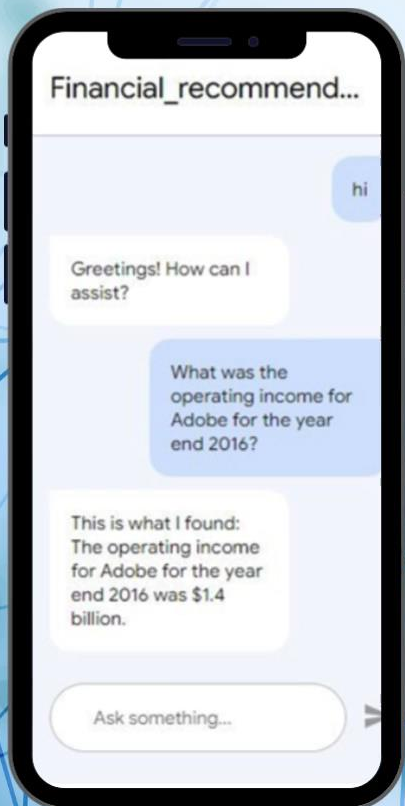 Financial_recommend...
hi
Greetings! How can I
assist?
What was the
operating income for
Adobe for the year
end 2016?
This is what I found:
The operating income
for Adobe for the year
end 2016 was $1.4
billion.
Ask something...